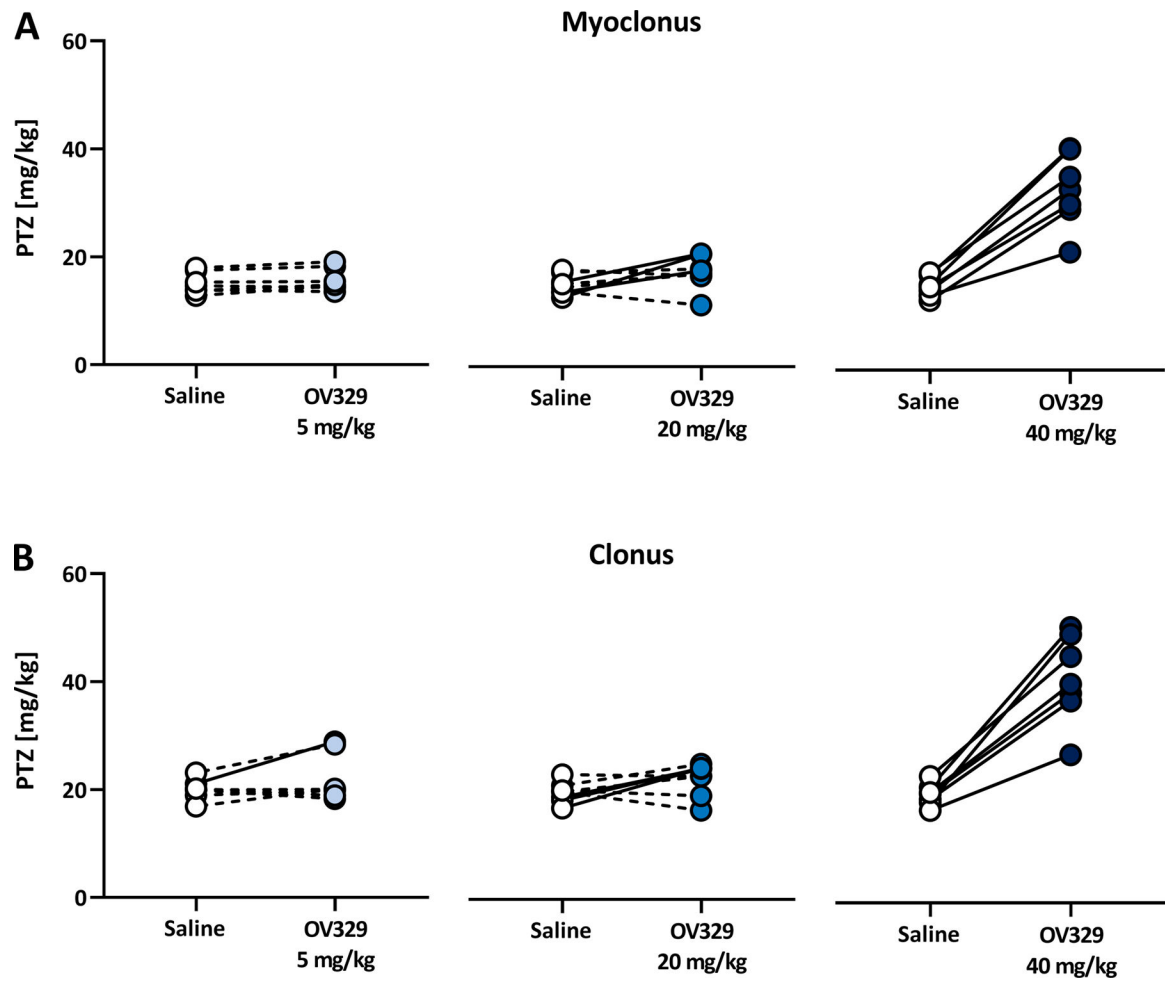 A
Myoclonus
60
40
20
0
PTZ [mg/kg]
Saline
OV329
5 mg/kg
Saline
OV329
20 mg/kg
Saline
OV329
40 mg/kg
B
Clonus
60
40
20
0
PTZ [mg/kg]
Saline
OV329
5 mg/kg
Saline
OV329
20 mg/kg
Saline
OV329
40 mg/kg